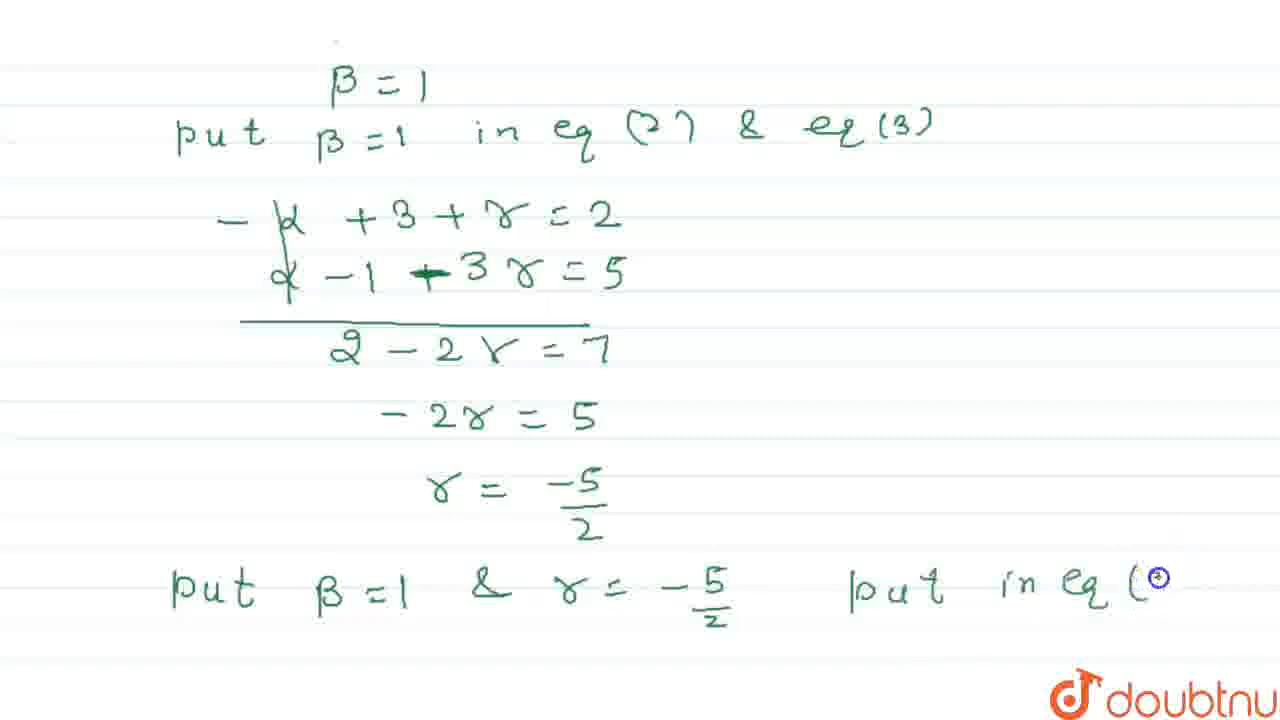 β = 1
put β = 1 in eq (2) & eq (3)
- α + 3 + γ = 2
α - 1 - 3 γ = 5
2 - 2 γ = 7
- 2γ = 5
γ = -5/2
put β = 1 & γ = - 5/2 put in eq (
doubtnut